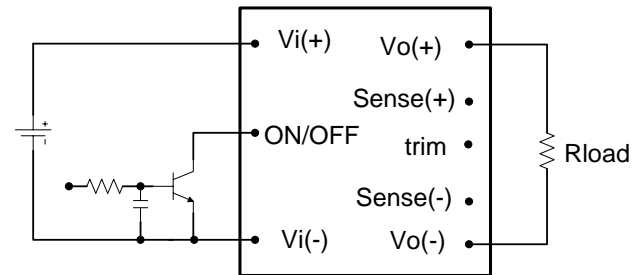 Vi(+)
Vo(+)
Sense(+)
ON/OFF
trim
Rload
Sense(-)
Vi(-)
Vo(-)
+
-